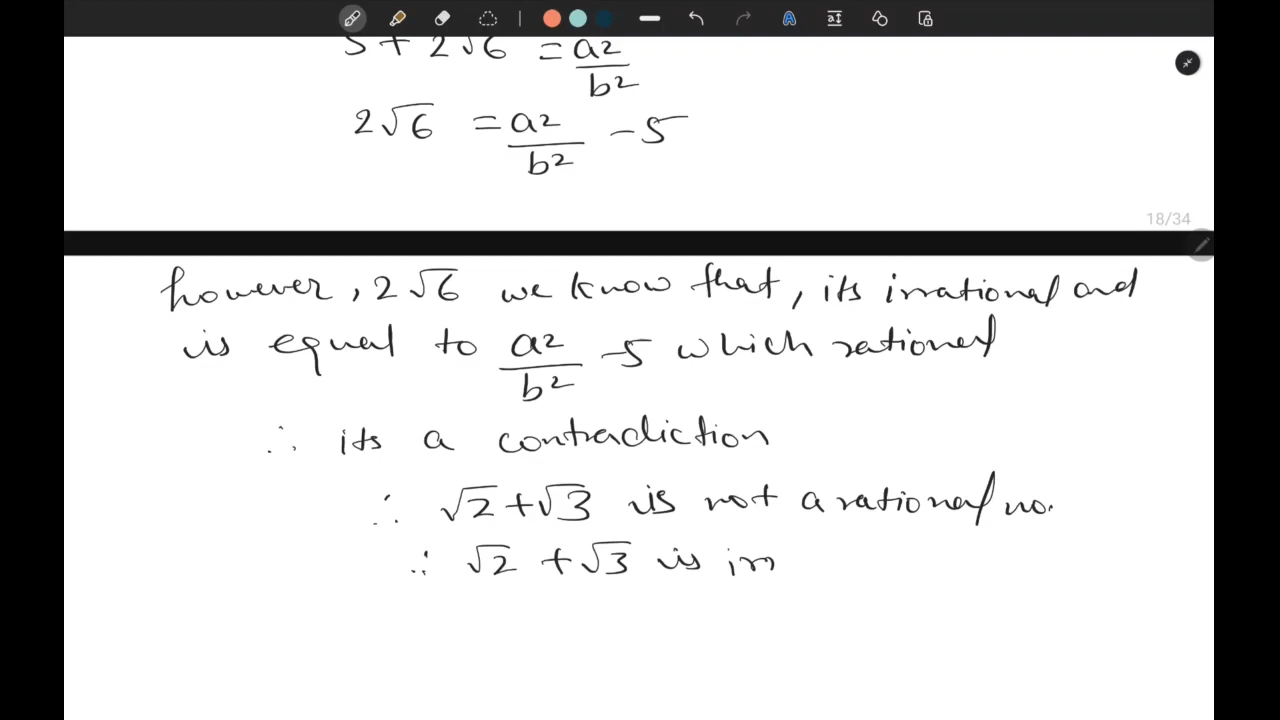 5 + 2√6 = a²/b²
2√6 = a²/b² - 5
18/34
however, 2√6 we know that, its irrational and
is equal to a²/b² - 5 which rational
∴ its a contradiction
∴ √2 + √3 is not a rational no.
∴ √2 + √3 is irr